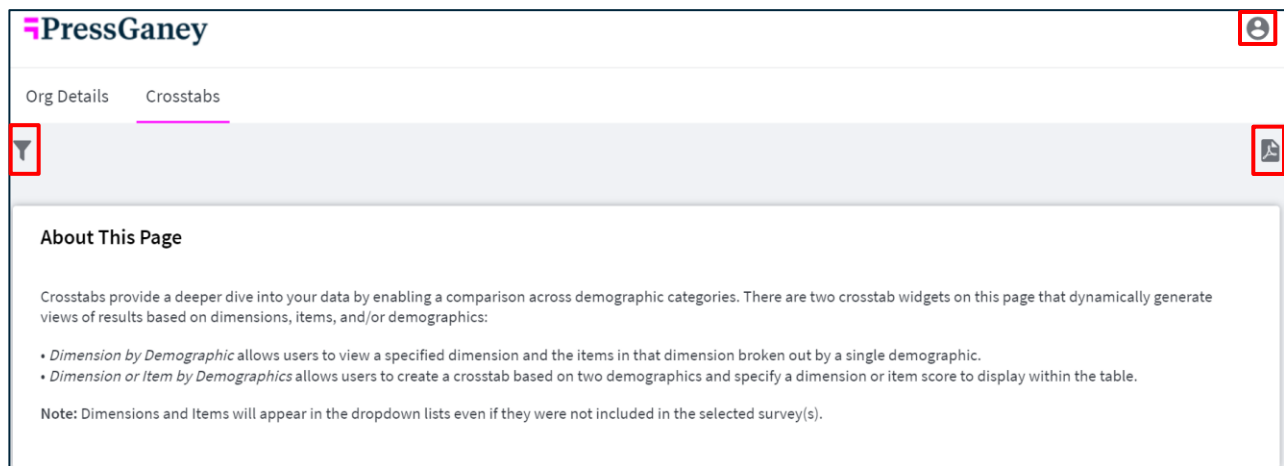 PressGaney
Org Details Crosstabs
About This Page
Crosstabs provide a deeper dive into your data by enabling a comparison across demographic categories. There are two crosstab widgets on this page that dynamically generate
views of results based on dimensions, items, and/or demographics:
• Dimension by Demographic allows users to view a specified dimension and the items in that dimension broken out by a single demographic.
• Dimension or Item by Demographics allows users to create a crosstab based on two demographics and specify a dimension or item score to display within the table.
Note: Dimensions and Items will appear in the dropdown lists even if they were not included in the selected survey(s).